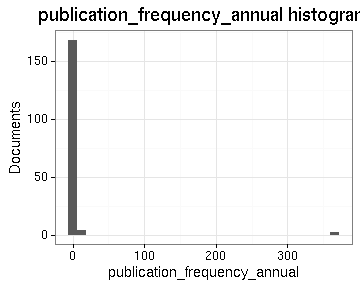 publication_frequency_annual histogram
150
100
50
0
Documents
0 100 200 300
publication_frequency_annual